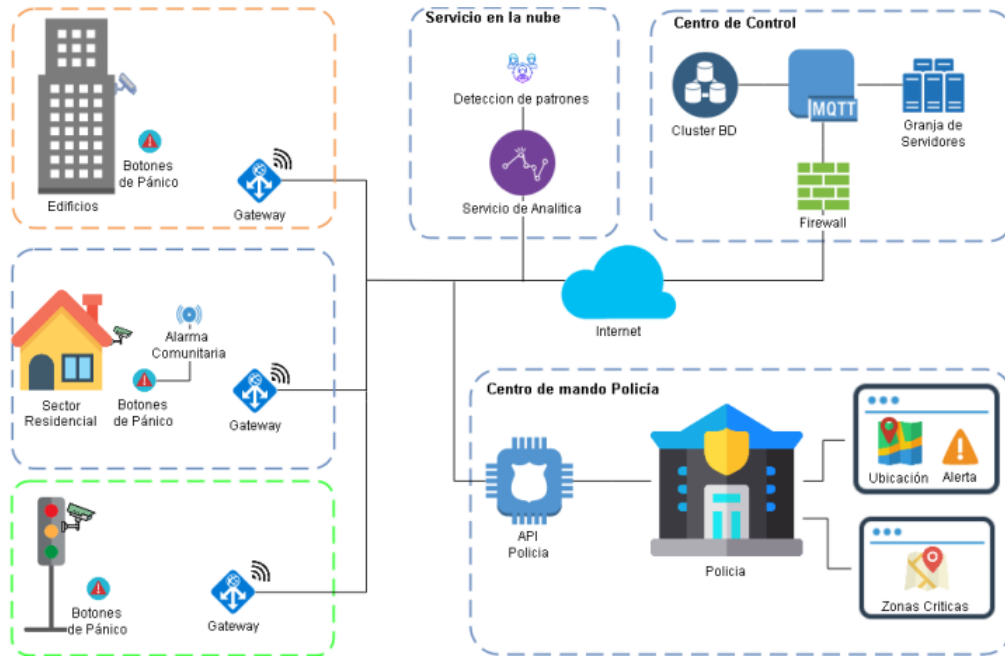 Servicio en la nube
Deteccion de patrones
Servicio de Analítica
Centro de Control
Cluster BD
MQTT
Granja de
Servidores
Firewall
Botones
de Pánico
Edificios
Gateway
Internet
Alarma
Comunitaria
Sector
Residencial
Botones
de Pánico
Gateway
Centro de mando Policía
API
Policia
Policia
Ubicación
Alerta
Zonas Criticas
Botones
de Pánico
Gateway